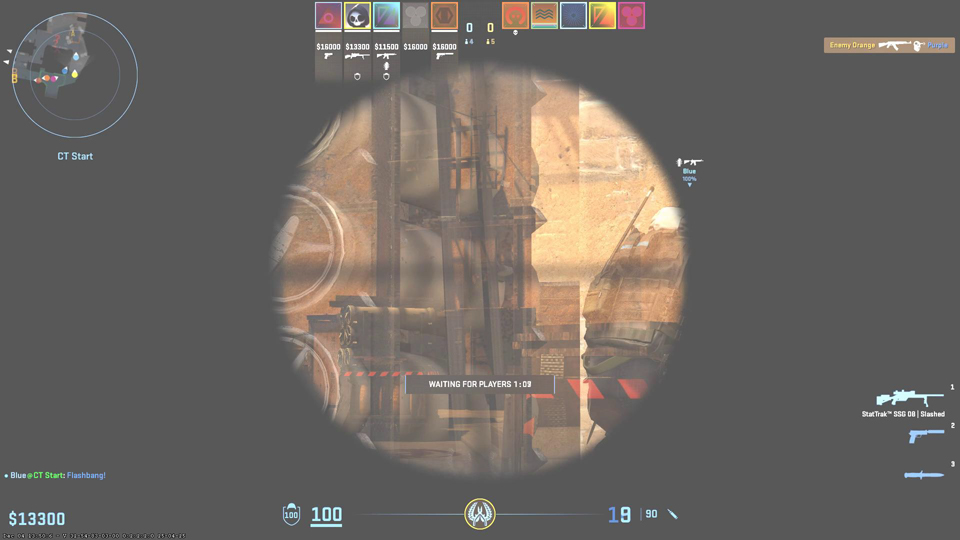 0 0
4 5
$16000 $13300 $11500 $16000 $16000
Enemy Orange Purple
B
CT Start
Blue
100%
WAITING FOR PLAYERS 1:09
1
StatTrak™ SSG 08 | Slashed
2
3
• Blue@CT Start: Flashbang!
$13300
100 100
19 | 90